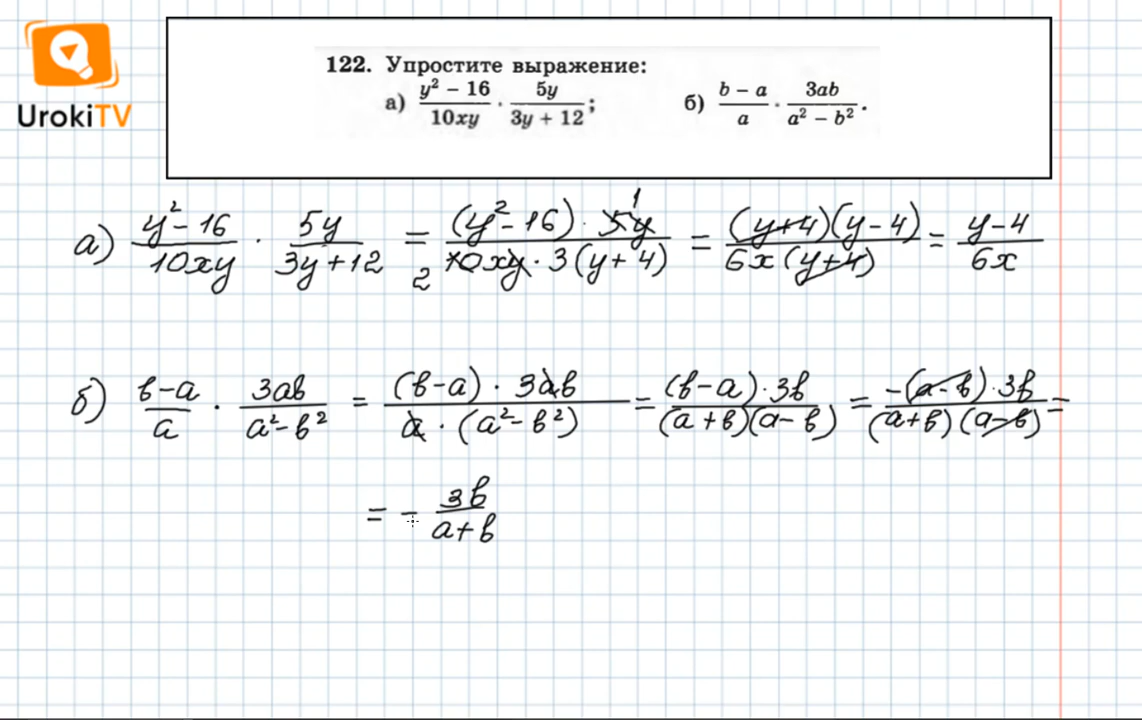 UrokiTV
122. Упростите выражение:
а) (y² − 16)/(10xy) · (5y)/(3y + 12); б) (b − a)/a · (3ab)/(a² − b²).
а) (y² - 16)/(10xy) · (5y)/(3y + 12) = ((y² - 16) · 5y)/(10xy · 3(y + 4)) = ((y + 4)(y - 4))/(6x(y + 4)) = (y - 4)/(6x)
1
2
б) (b - a)/a · (3ab)/(a² - b²) = ((b - a) · 3ab)/(a · (a² - b²)) = ((b - a) · 3b)/((a + b)(a - b)) = (-(a - b) · 3b)/((a + b)(a - b)) =
= - (3b)/(a + b)